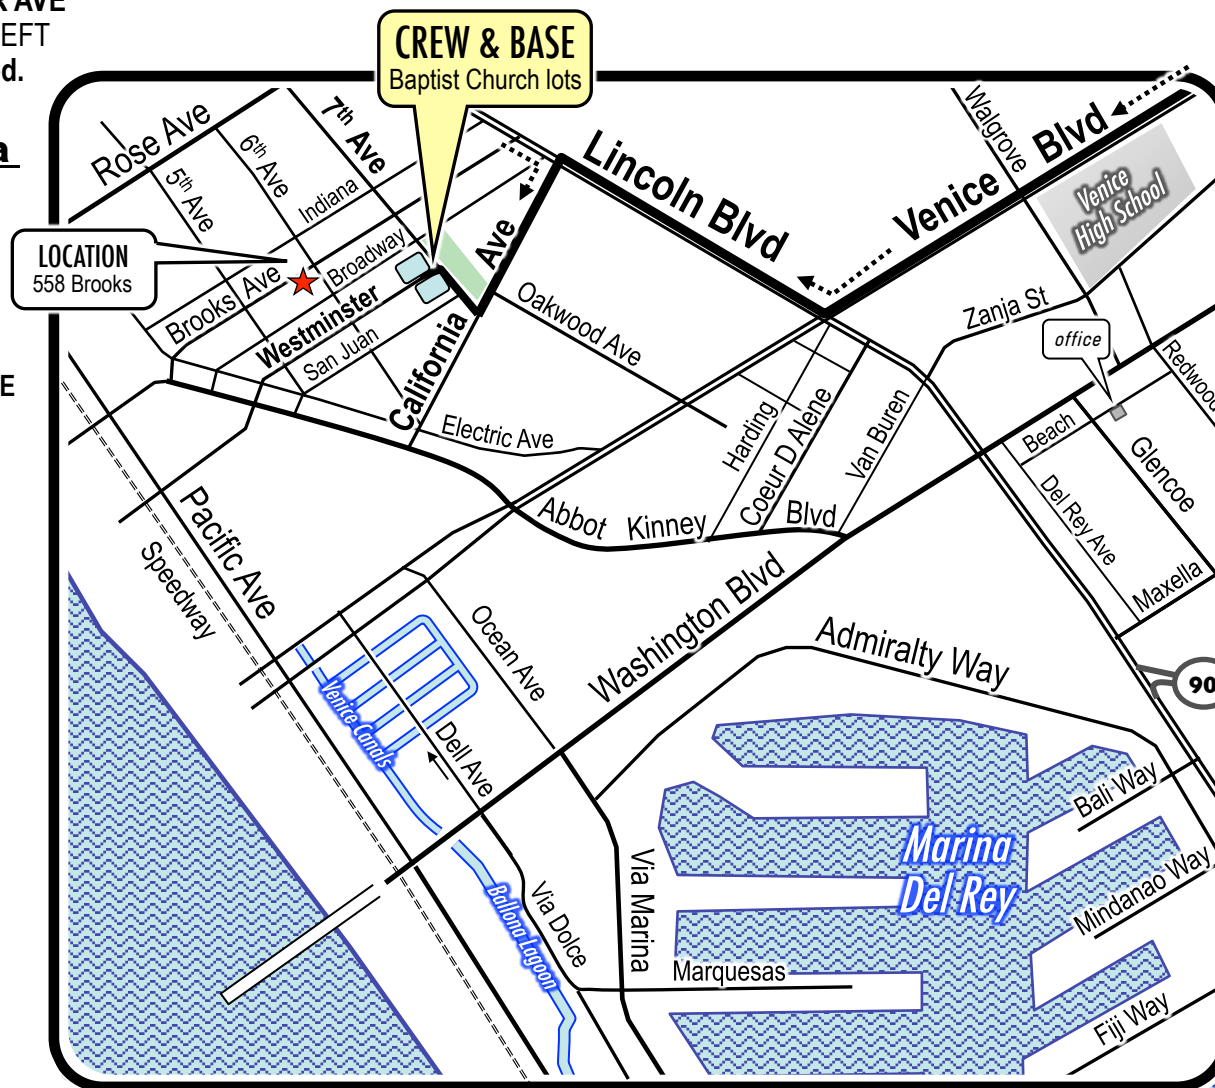 AVE
EFT
d.
a
E
CREW & BASE
Baptist Church lots
LOCATION
558 Brooks
office
Rose Ave
7th Ave
6th Ave
5th Ave
Indiana
Brooks Ave
Broadway
Westminster
San Juan
California
Ave
Lincoln Blvd
Venice
Blvd
Walgrove
Venice
High School
Zanja St
Oakwood Ave
Electric Ave
Harding
Coeur D Alene
Van Buren
Abbot
Kinney
Blvd
Beach
Redwood
Glencoe
Del Rey Ave
Maxella
90
Pacific Ave
Speedway
Ocean Ave
Washington Blvd
Admiralty Way
Venice Canals
Dell Ave
Bali Way
Marina
Del Rey
Mindanao Way
Via Marina
Via Dolce
Ballona Lagoon
Marquesas
Fiji Way